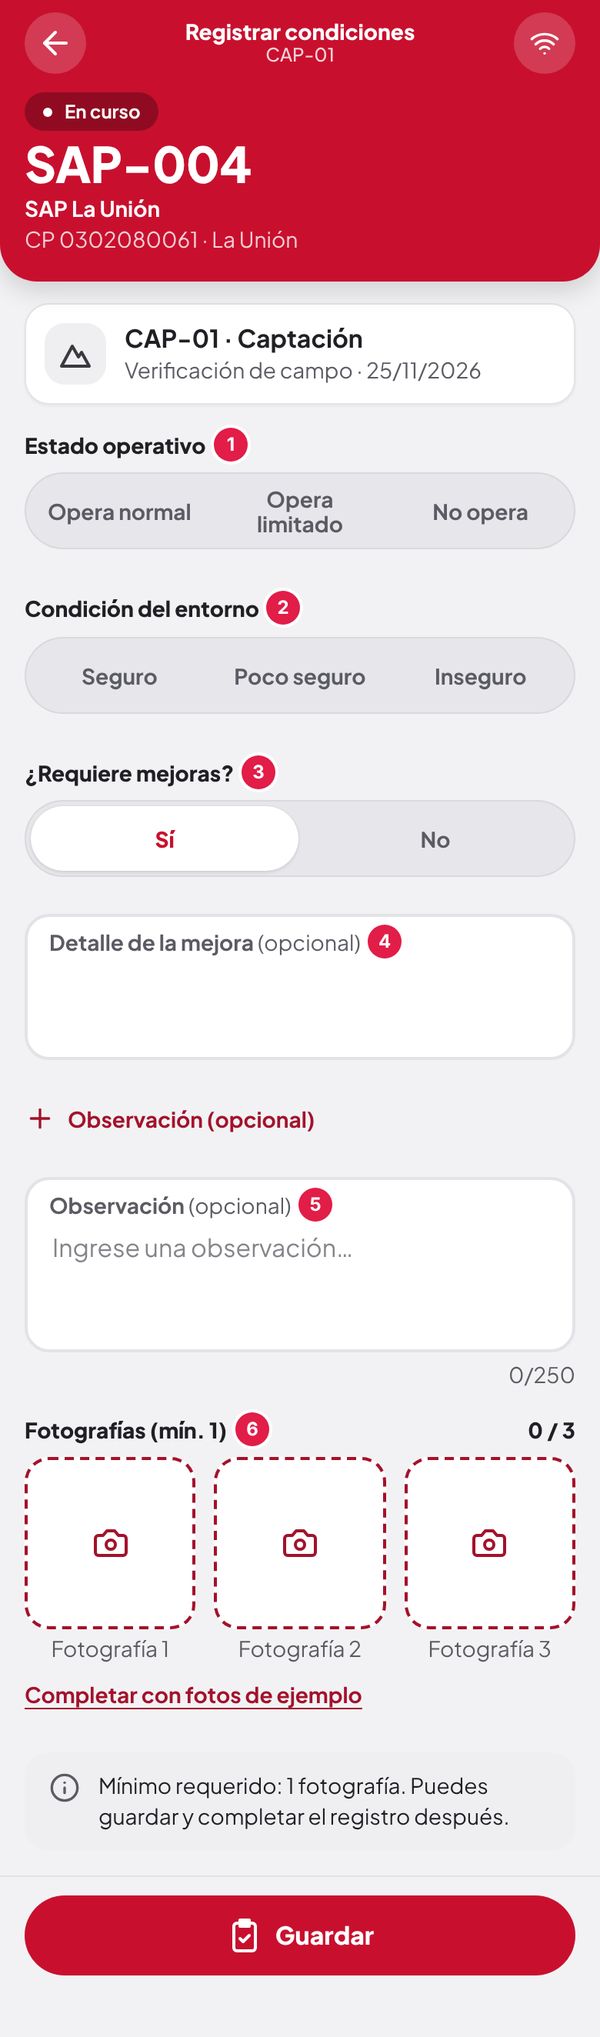 Registrar condiciones
CAP-01
En curso
SAP-004
SAP La Unión
CP 0302080061 · La Unión
CAP-01 · Captación
Verificación de campo · 25/11/2026
Estado operativo 1
Opera normal
Opera limitado
No opera
Condición del entorno 2
Seguro
Poco seguro
Inseguro
¿Requiere mejoras? 3
Sí
No
Detalle de la mejora (opcional) 4
+ Observación (opcional)
Observación (opcional) 5
Ingrese una observación...
0/250
Fotografías (mín. 1) 6
0 / 3
Fotografía 1
Fotografía 2
Fotografía 3
Completar con fotos de ejemplo
Mínimo requerido: 1 fotografía. Puedes
guardar y completar el registro después.
Guardar